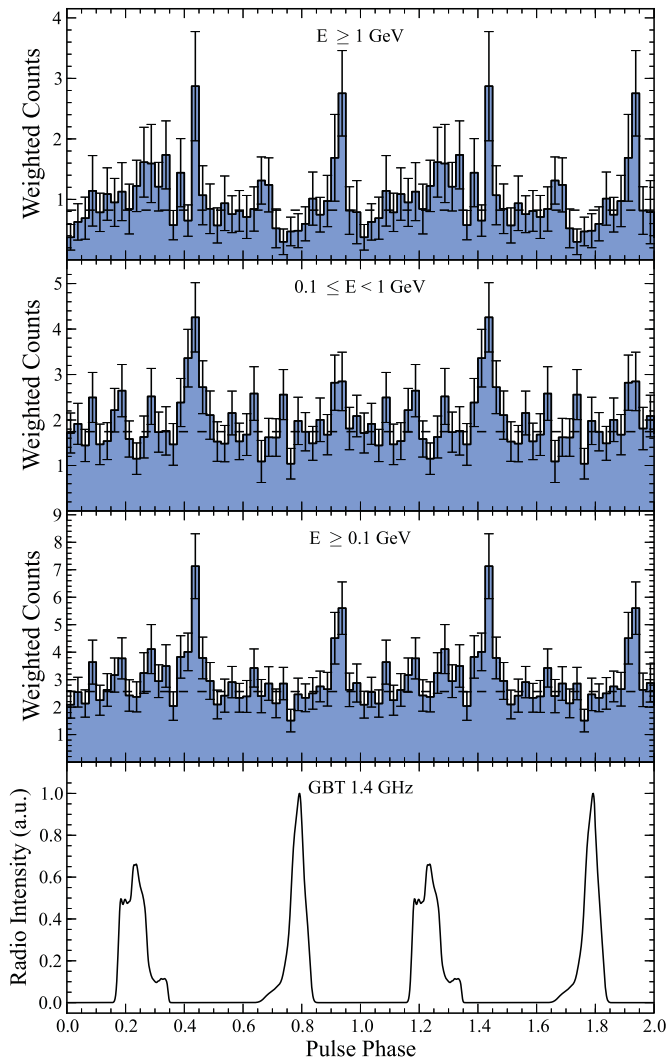 E ≥ 1 GeV
Weighted Counts
4
3
2
1
0.1 ≤ E < 1 GeV
Weighted Counts
5
4
3
2
1
E ≥ 0.1 GeV
Weighted Counts
9
8
7
6
5
4
3
2
1
GBT 1.4 GHz
Radio Intensity (a.u.)
1.0
0.8
0.6
0.4
0.2
0.0
0.0 0.2 0.4 0.6 0.8 1.0 1.2 1.4 1.6 1.8 2.0
Pulse Phase